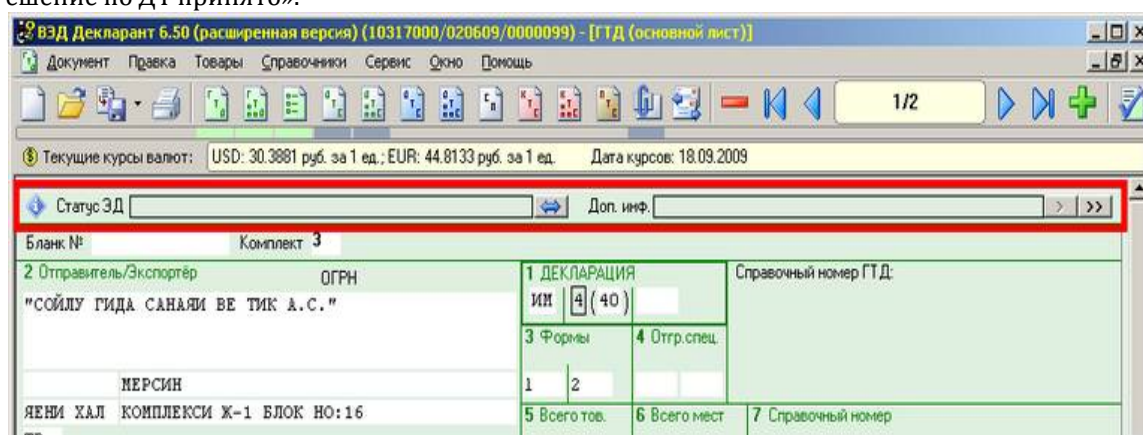 ешение по ДТ принято».
ВЭД Декларант 6.50 (расширенная версия) (10317000/020609/0000099) - [ГТД (основной лист)]
Документ Правка Товары Справочники Сервис Окно Помощь
1/2
Текущие курсы валют: USD: 30.3881 руб. за 1 ед.; EUR: 44.8133 руб. за 1 ед. Дата курсов: 18.09.2009
Статус ЭД Доп. инф. > >>
Бланк № Комплект 3
2 Отправитель/Экспортёр ОГРН 1 ДЕКЛАРАЦИЯ Справочный номер ГТД:
"СОЙЛУ ГИДА САНАЯИ ВЕ ТИК А.С." ИМ 4 (40)
3 Формы 4 Отгр.спец.
МЕРСИН 1 2
ЯЕНИ ХАЛ КОМПЛЕКСИ Ж-1 БЛОК НО:16 5 Всего тов. 6 Всего мест 7 Справочный номер